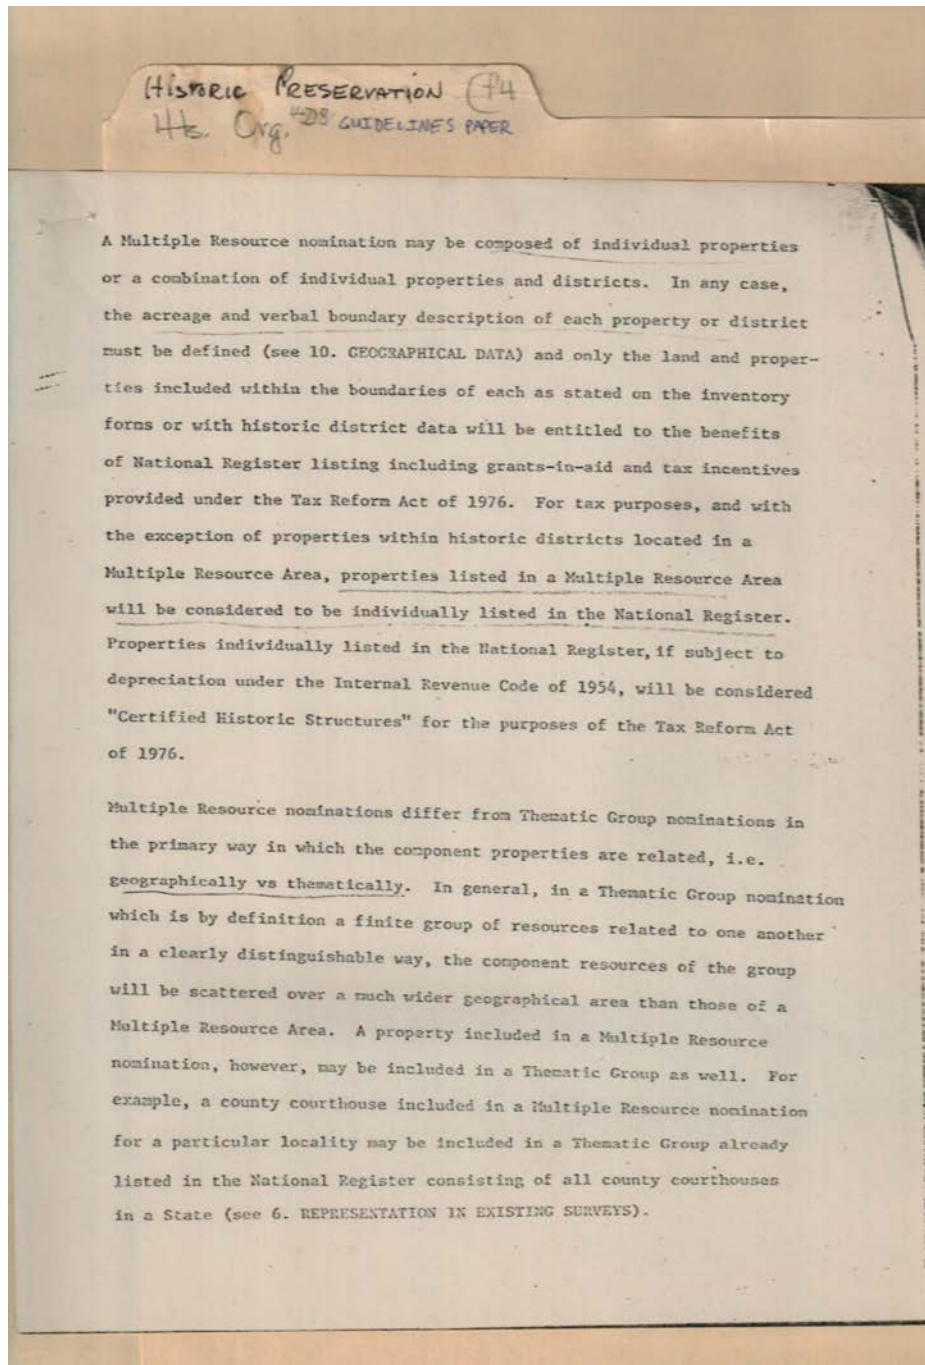 HISTORIC PRESERVATION
Hts. Org. GUIDELINES PAPER
A Multiple Resource nomination may be composed of individual properties
or a combination of individual properties and districts.  In any case,
the acreage and verbal boundary description of each property or district
must be defined (see 10. GEOGRAPHICAL DATA) and only the land and proper-
ties included within the boundaries of each as stated on the inventory
forms or with historic district data will be entitled to the benefits
of National Register listing including grants-in-aid and tax incentives
provided under the Tax Reform Act of 1976.  For tax purposes, and with
the exception of properties within historic districts located in a
Multiple Resource Area, properties listed in a Multiple Resource Area
will be considered to be individually listed in the National Register.
Properties individually listed in the National Register, if subject to
depreciation under the Internal Revenue Code of 1954, will be considered
"Certified Historic Structures" for the purposes of the Tax Reform Act
of 1976.
Multiple Resource nominations differ from Thematic Group nominations in
the primary way in which the component properties are related, i.e.
geographically vs thematically.  In general, in a Thematic Group nomination
which is by definition a finite group of resources related to one another
in a clearly distinguishable way, the component resources of the group
will be scattered over a much wider geographical area than those of a
Multiple Resource Area.  A property included in a Multiple Resource
nomination, however, may be included in a Thematic Group as well.  For
example, a county courthouse included in a Multiple Resource nomination
for a particular locality may be included in a Thematic Group already
listed in the National Register consisting of all county courthouses
in a State (see 6. REPRESENTATION IN EXISTING SURVEYS).